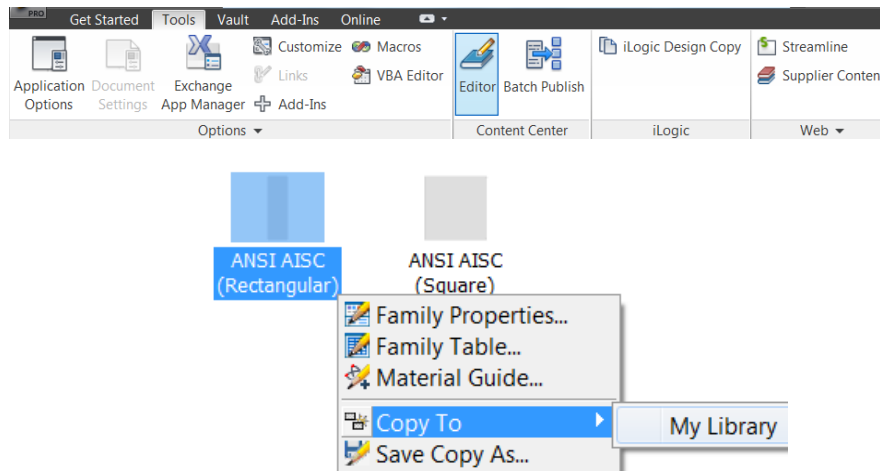 PRO
Get Started Tools Vault Add-Ins Online
Customize Macros iLogic Design Copy Streamline
Application Document Exchange Links VBA Editor Editor Batch Publish Supplier Conten
Options Settings App Manager Add-Ins
Options Content Center iLogic Web
ANSI AISC ANSI AISC
(Rectangular) (Square)
Family Properties...
Family Table...
Material Guide...
Copy To My Library
Save Copy As...